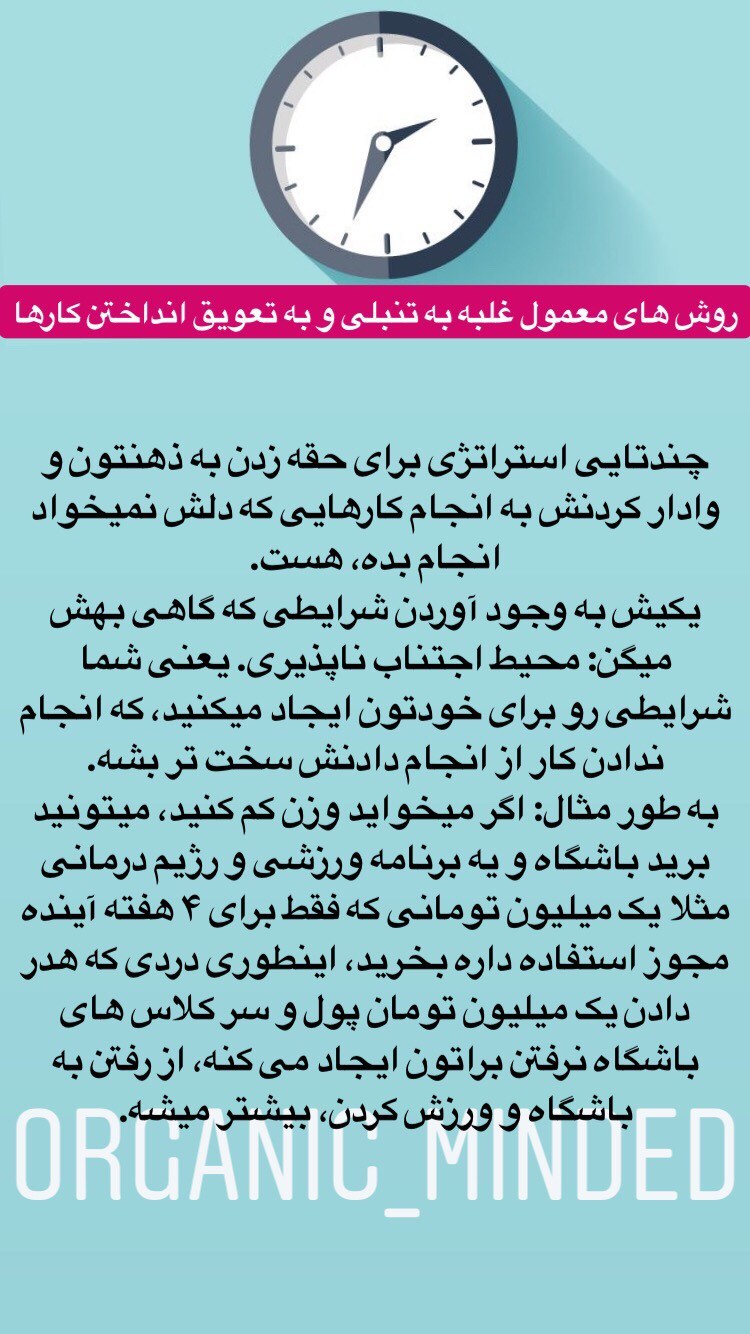 روش های معمول غلبه به تنبلی و به تعویق انداختن کارها
چندتایی استراتژی برای حقه زدن به ذهنتون و
وادار کردنش به انجام کارهایی که دلش نمیخواد
انجام بده، هست.
یکیش به وجود آوردن شرایطی که گاهی بهش
میگن: محیط اجتناب ناپذیری. یعنی شما
شرایطی رو برای خودتون ایجاد میکنید، که انجام
ندادن کار از انجام دادنش سخت تر بشه.
به طور مثال: اگر میخواید وزن کم کنید، میتونید
برید باشگاه و یه برنامه ورزشی و رژیم درمانی
مثلا یک میلیون تومانی که فقط برای ۴ هفته آینده
مجوز استفاده داره بخرید، اینطوری دردی که هدر
دادن یک میلیون تومان پول و سر کلاس های
باشگاه نرفتن براتون ایجاد می کنه، از رفتن به
باشگاه و ورزش کردن، بیشتر میشه.
ORGANIC_MINDED